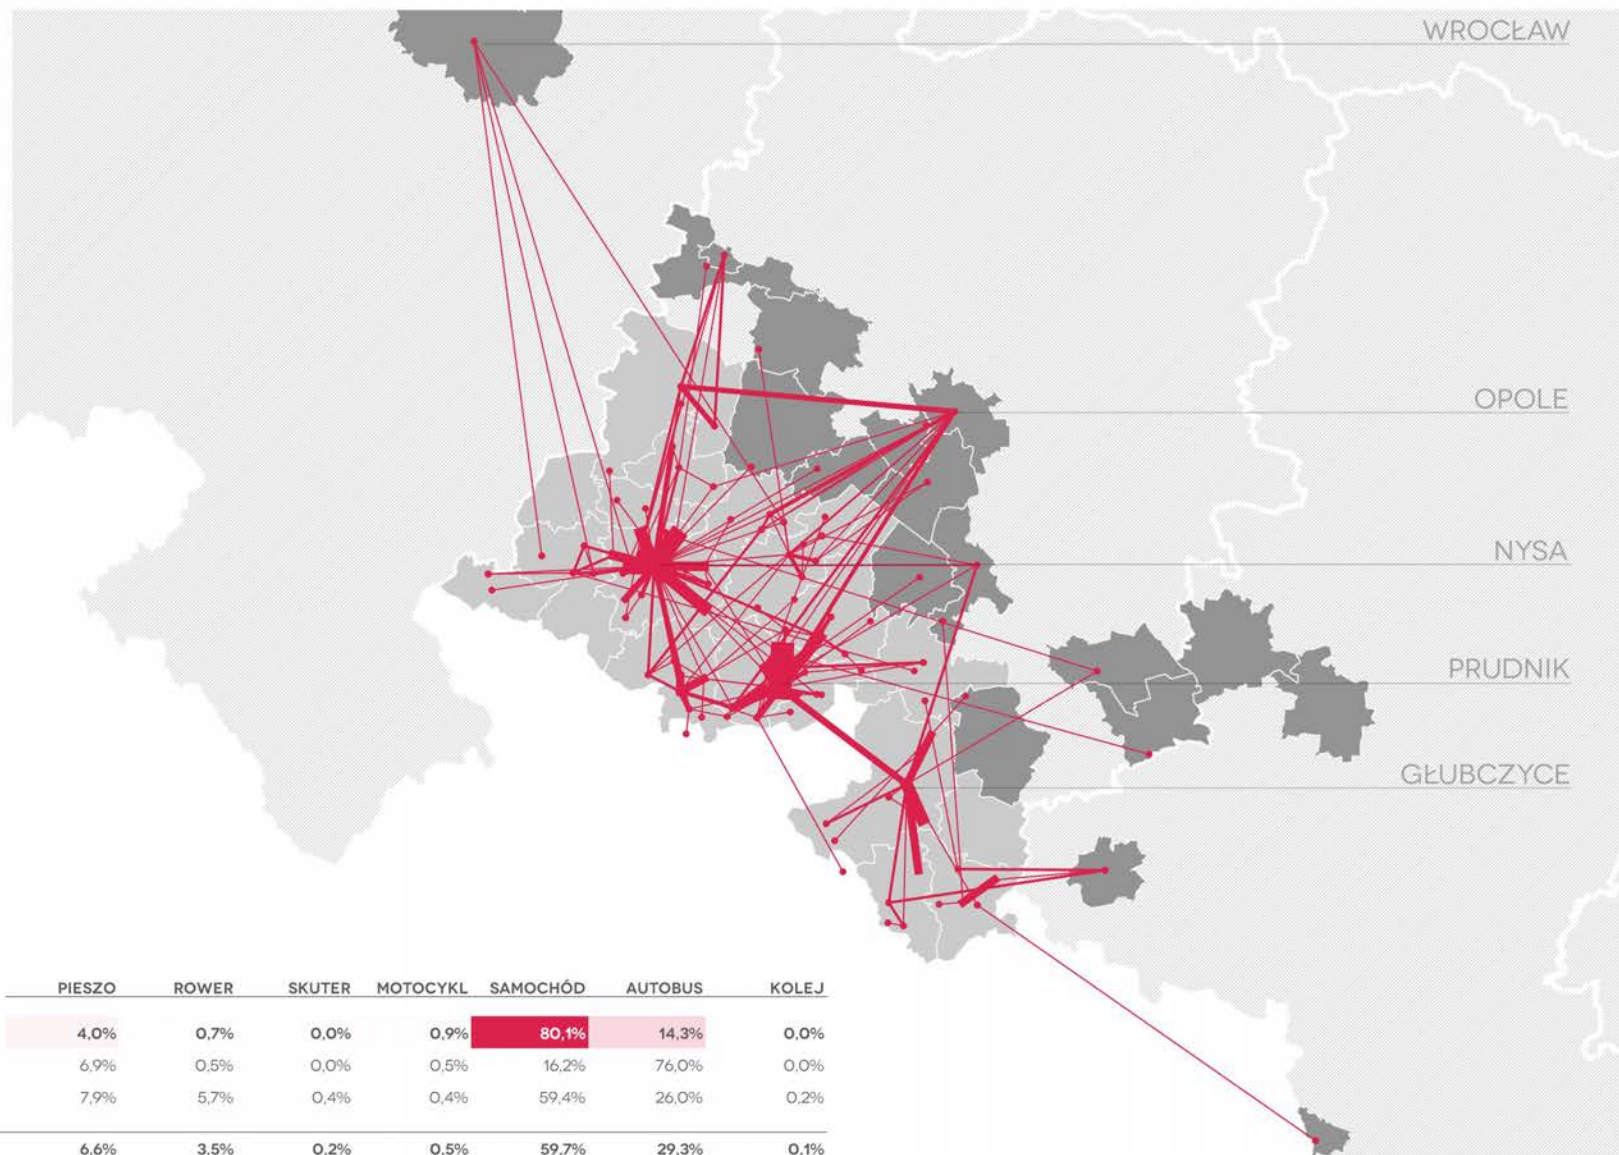 WROCŁAW
OPOLE
NYSA
PRUDNIK
GŁUBCZYCE
PIESZO ROWER SKUTER MOTOCYKL SAMOCHÓD AUTOBUS KOLEJ
4,0% 0,7% 0,0% 0,9% 80,1% 14,3% 0,0%
6,9% 0,5% 0,0% 0,5% 16,2% 76,0% 0,0%
7,9% 5,7% 0,4% 0,4% 59,4% 26,0% 0,2%
6,6% 3,5% 0,2% 0,5% 59,7% 29,3% 0,1%